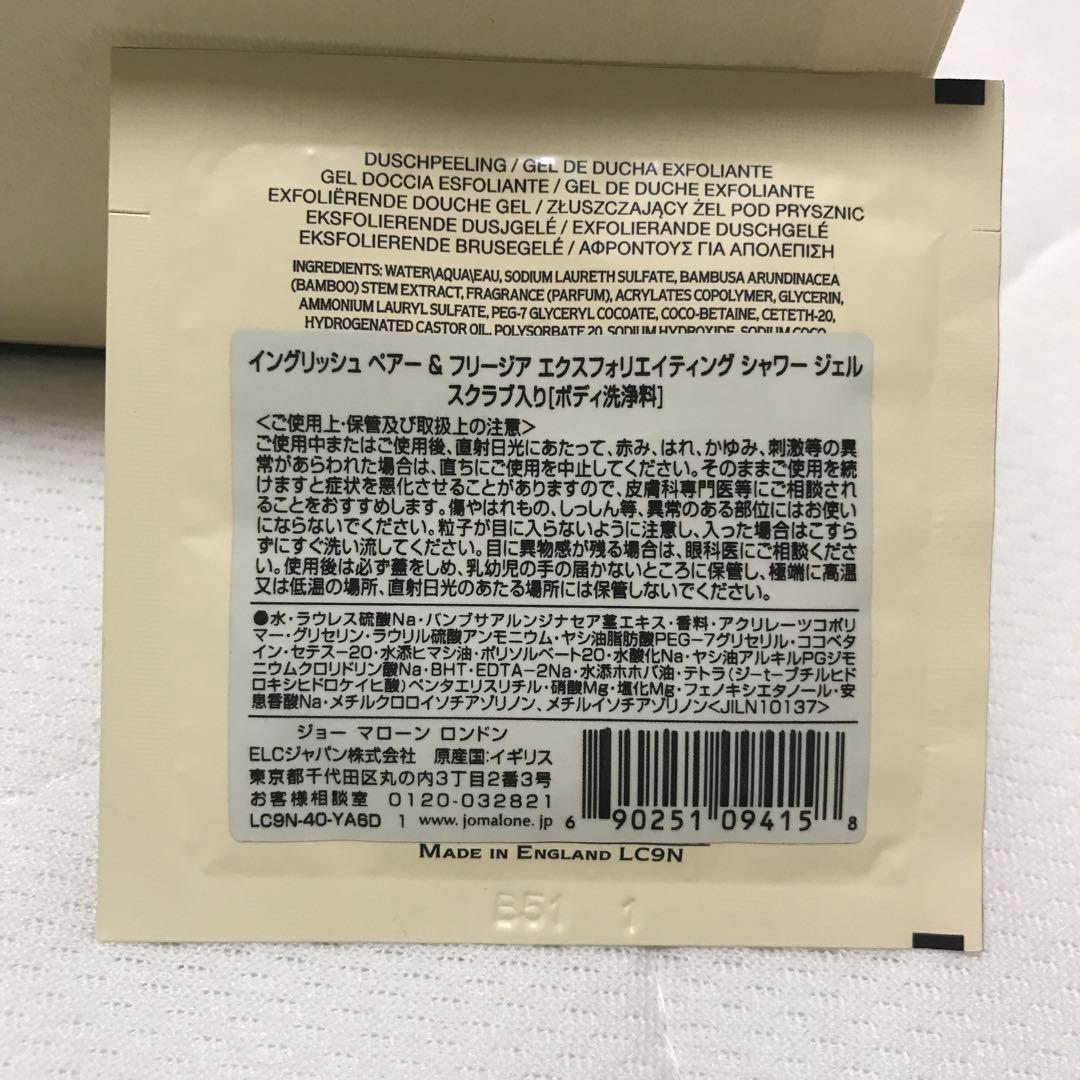 DUSCHPEELING / GEL DE DUCHA EXFOLIANTE
GEL DOCCIA ESFOLIANTE / GEL DE DUCHE EXFOLIANTE
EXFOLIËRENDE DOUCHE GEL / ZŁUSZCZAJĄCY ŻEL POD PRYSZNIC
EKSFOLIERENDE DUSJGELÉ / EXFOLIERANDE DUSCHGELÉ
EKSFOLIERENDE BRUSEGELÉ / ΑΦΡΟΝΤΟΥΣ ΓΙΑ ΑΠΟΛΕΠΙΣΗ
INGREDIENTS: WATER\AQUA\EAU, SODIUM LAURETH SULFATE, BAMBUSA ARUNDINACEA
(BAMBOO) STEM EXTRACT, FRAGRANCE (PARFUM), ACRYLATES COPOLYMER, GLYCERIN,
AMMONIUM LAURYL SULFATE, PEG-7 GLYCERYL COCOATE, COCO-BETAINE, CETETH-20,
HYDROGENATED CASTOR OIL, POLYSORBATE 20, SODIUM HYDROXIDE, SODIUM COCO
イングリッシュ ペアー & フリージア エクスフォリエイティング シャワー ジェル
スクラブ入り[ボディ洗浄料]
<ご使用上・保管及び取扱上の注意>
ご使用中またはご使用後、直射日光にあたって、赤み、はれ、かゆみ、刺激等の異
常があらわれた場合は、直ちにご使用を中止してください。そのままご使用を続
けますと症状を悪化させることがありますので、皮膚科専門医等にご相談され
ることをおすすめします。傷やはれもの、しっしん等、異常のある部位にはお使い
にならないでください。粒子が目に入らないように注意し、入った場合はこすら
ずにすぐ洗い流してください。目に異物感が残る場合は、眼科医にご相談くださ
い。使用後は必ず蓋をしめ、乳幼児の手の届かないところに保管し、極端に高温
又は低温の場所、直射日光のあたる場所には保管しないでください。
●水・ラウレス硫酸Na・バンブサアルンジナセア茎エキス・香料・アクリレーツコポリ
マー・グリセリン・ラウリル硫酸アンモニウム・ヤシ油脂肪酸PEG-7グリセリル・ココベタ
イン・セテス-20・水添ヒマシ油・ポリソルベート20・水酸化Na・ヤシ油アルキルPGジモ
ニウムクロリドリン酸Na・BHT・EDTA-2Na・水添ホホバ油・テトラ(ジ-t-ブチルヒド
ロキシヒドロケイヒ酸)ペンタエリスリチル・硝酸Mg・塩化Mg・フェノキシエタノール・安
息香酸Na・メチルクロロイソチアゾリノン、メチルイソチアゾリノン<JILN10137>
ジョー マローン ロンドン
ELCジャパン株式会社 原産国:イギリス
東京都千代田区丸の内3丁目2番3号
お客様相談室 0120-032821
LC9N-40-YA6D 1 www.jomalone.jp
6 90251 09415 8
MADE IN ENGLAND LC9N
B51 1